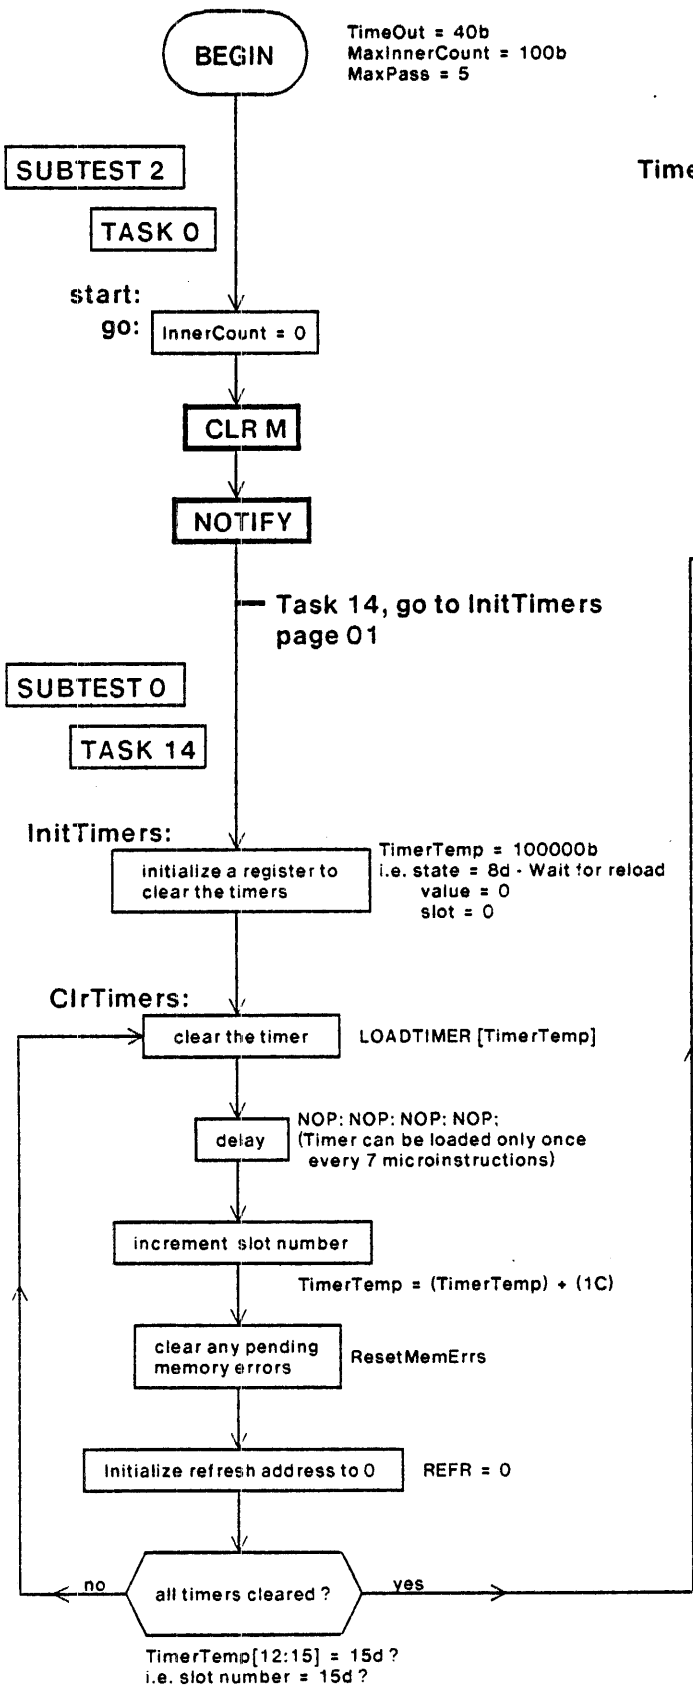 BEGIN
TimeOut = 40b
MaxInnerCount = 100b
MaxPass = 5
SUBTEST 2
Time
TASK 0
start:
go:
InnerCount = 0
CLR M
NOTIFY
Task 14, go to InitTimers
page 01
SUBTEST 0
TASK 14
InitTimers:
initialize a register to
clear the timers
TimerTemp = 100000b
i.e. state = 8d - Wait for reload
value = 0
slot = 0
ClrTimers:
clear the timer
LOADTIMER [TimerTemp]
delay
NOP; NOP; NOP; NOP;
(Timer can be loaded only once
every 7 microinstructions)
increment slot number
TimerTemp = (TimerTemp) + (1C)
clear any pending
memory errors
ResetMemErrs
Initialize refresh address to 0
REFR = 0
no
all timers cleared ?
yes
TimerTemp[12:15] = 15d ?
i.e. slot number = 15d ?